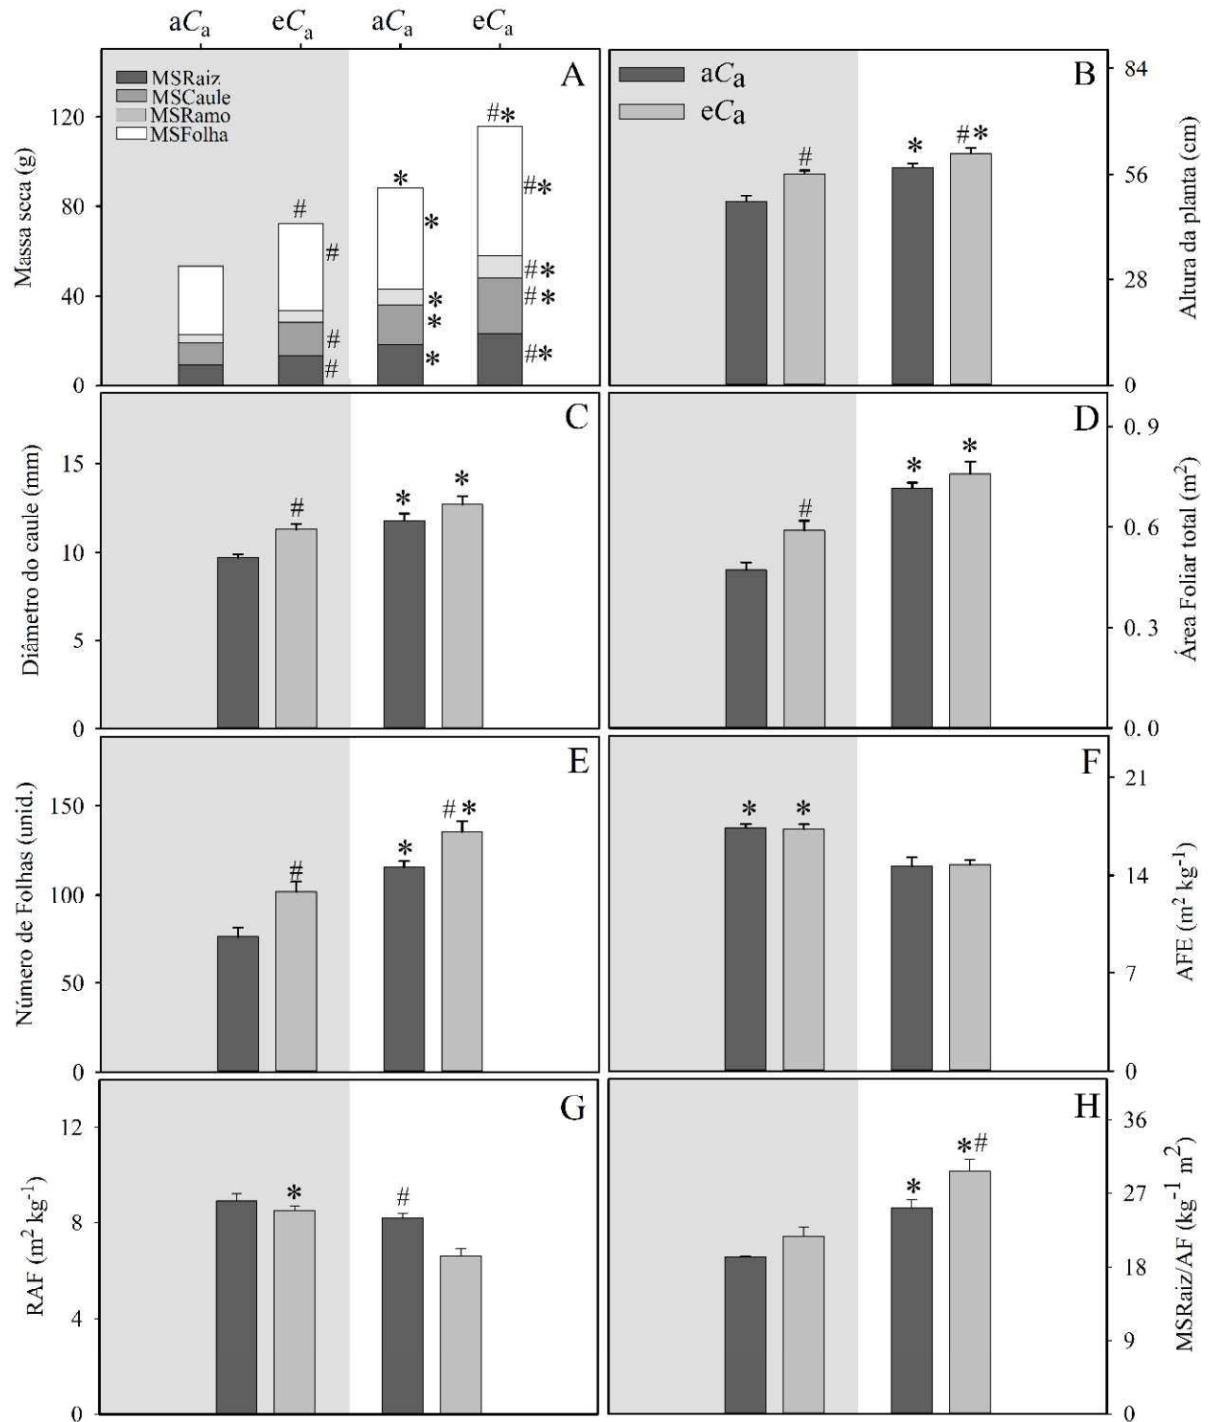 aCa eCa aCa eCa
A
MSRaiz
MSCaule
MSRamo
MSFolha
Massa seca (g)
120
80
40
0
# * #*
# * #*
* #*
# * #*
# * #*
B
aCa
eCa
Altura da planta (cm)
84
56
28
0
# * #*
C
Diâmetro do caule (mm)
15
10
5
0
# * *
D
Área Foliar total (m²)
0.9
0.6
0.3
0.0
# * *
E
Número de Folhas (unid.)
150
100
50
0
# * #*
F
AFE (m² kg⁻¹)
21
14
7
0
* *
G
RAF (m² kg⁻¹)
12
8
4
0
* #
H
MSRaiz/AF (kg⁻¹ m²)
36
27
18
9
0
* *#